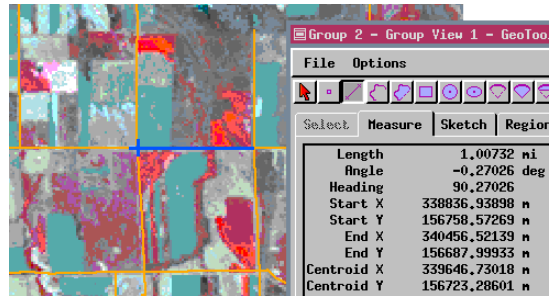 Group 2 - Group View 1 - GeoToo
File Options
Select Measure Sketch Region
Length 1.00732 mi
Angle -0.27026 deg
Heading 90.27026
Start X 338836.93898 m
Start Y 156758.57269 m
End X 340456.52139 m
End Y 156687.99933 m
Centroid X 339646.73018 m
Centroid Y 156723.28601 m